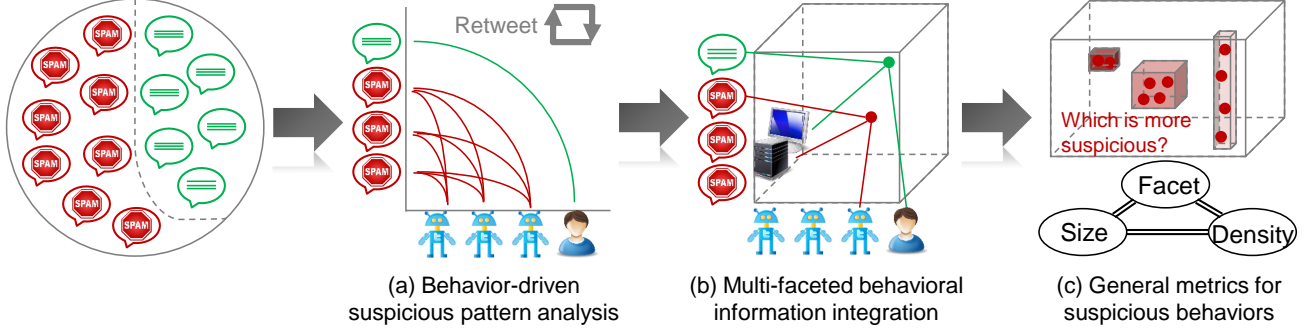 SPAM
SPAM
SPAM
SPAM
SPAM
SPAM
SPAM
SPAM
Retweet
SPAM
SPAM
SPAM
(a) Behavior-driven
suspicious pattern analysis
SPAM
SPAM
SPAM
(b) Multi-faceted behavioral
information integration
Which is more
suspicious?
Facet
Size
Density
(c) General metrics for
suspicious behaviors